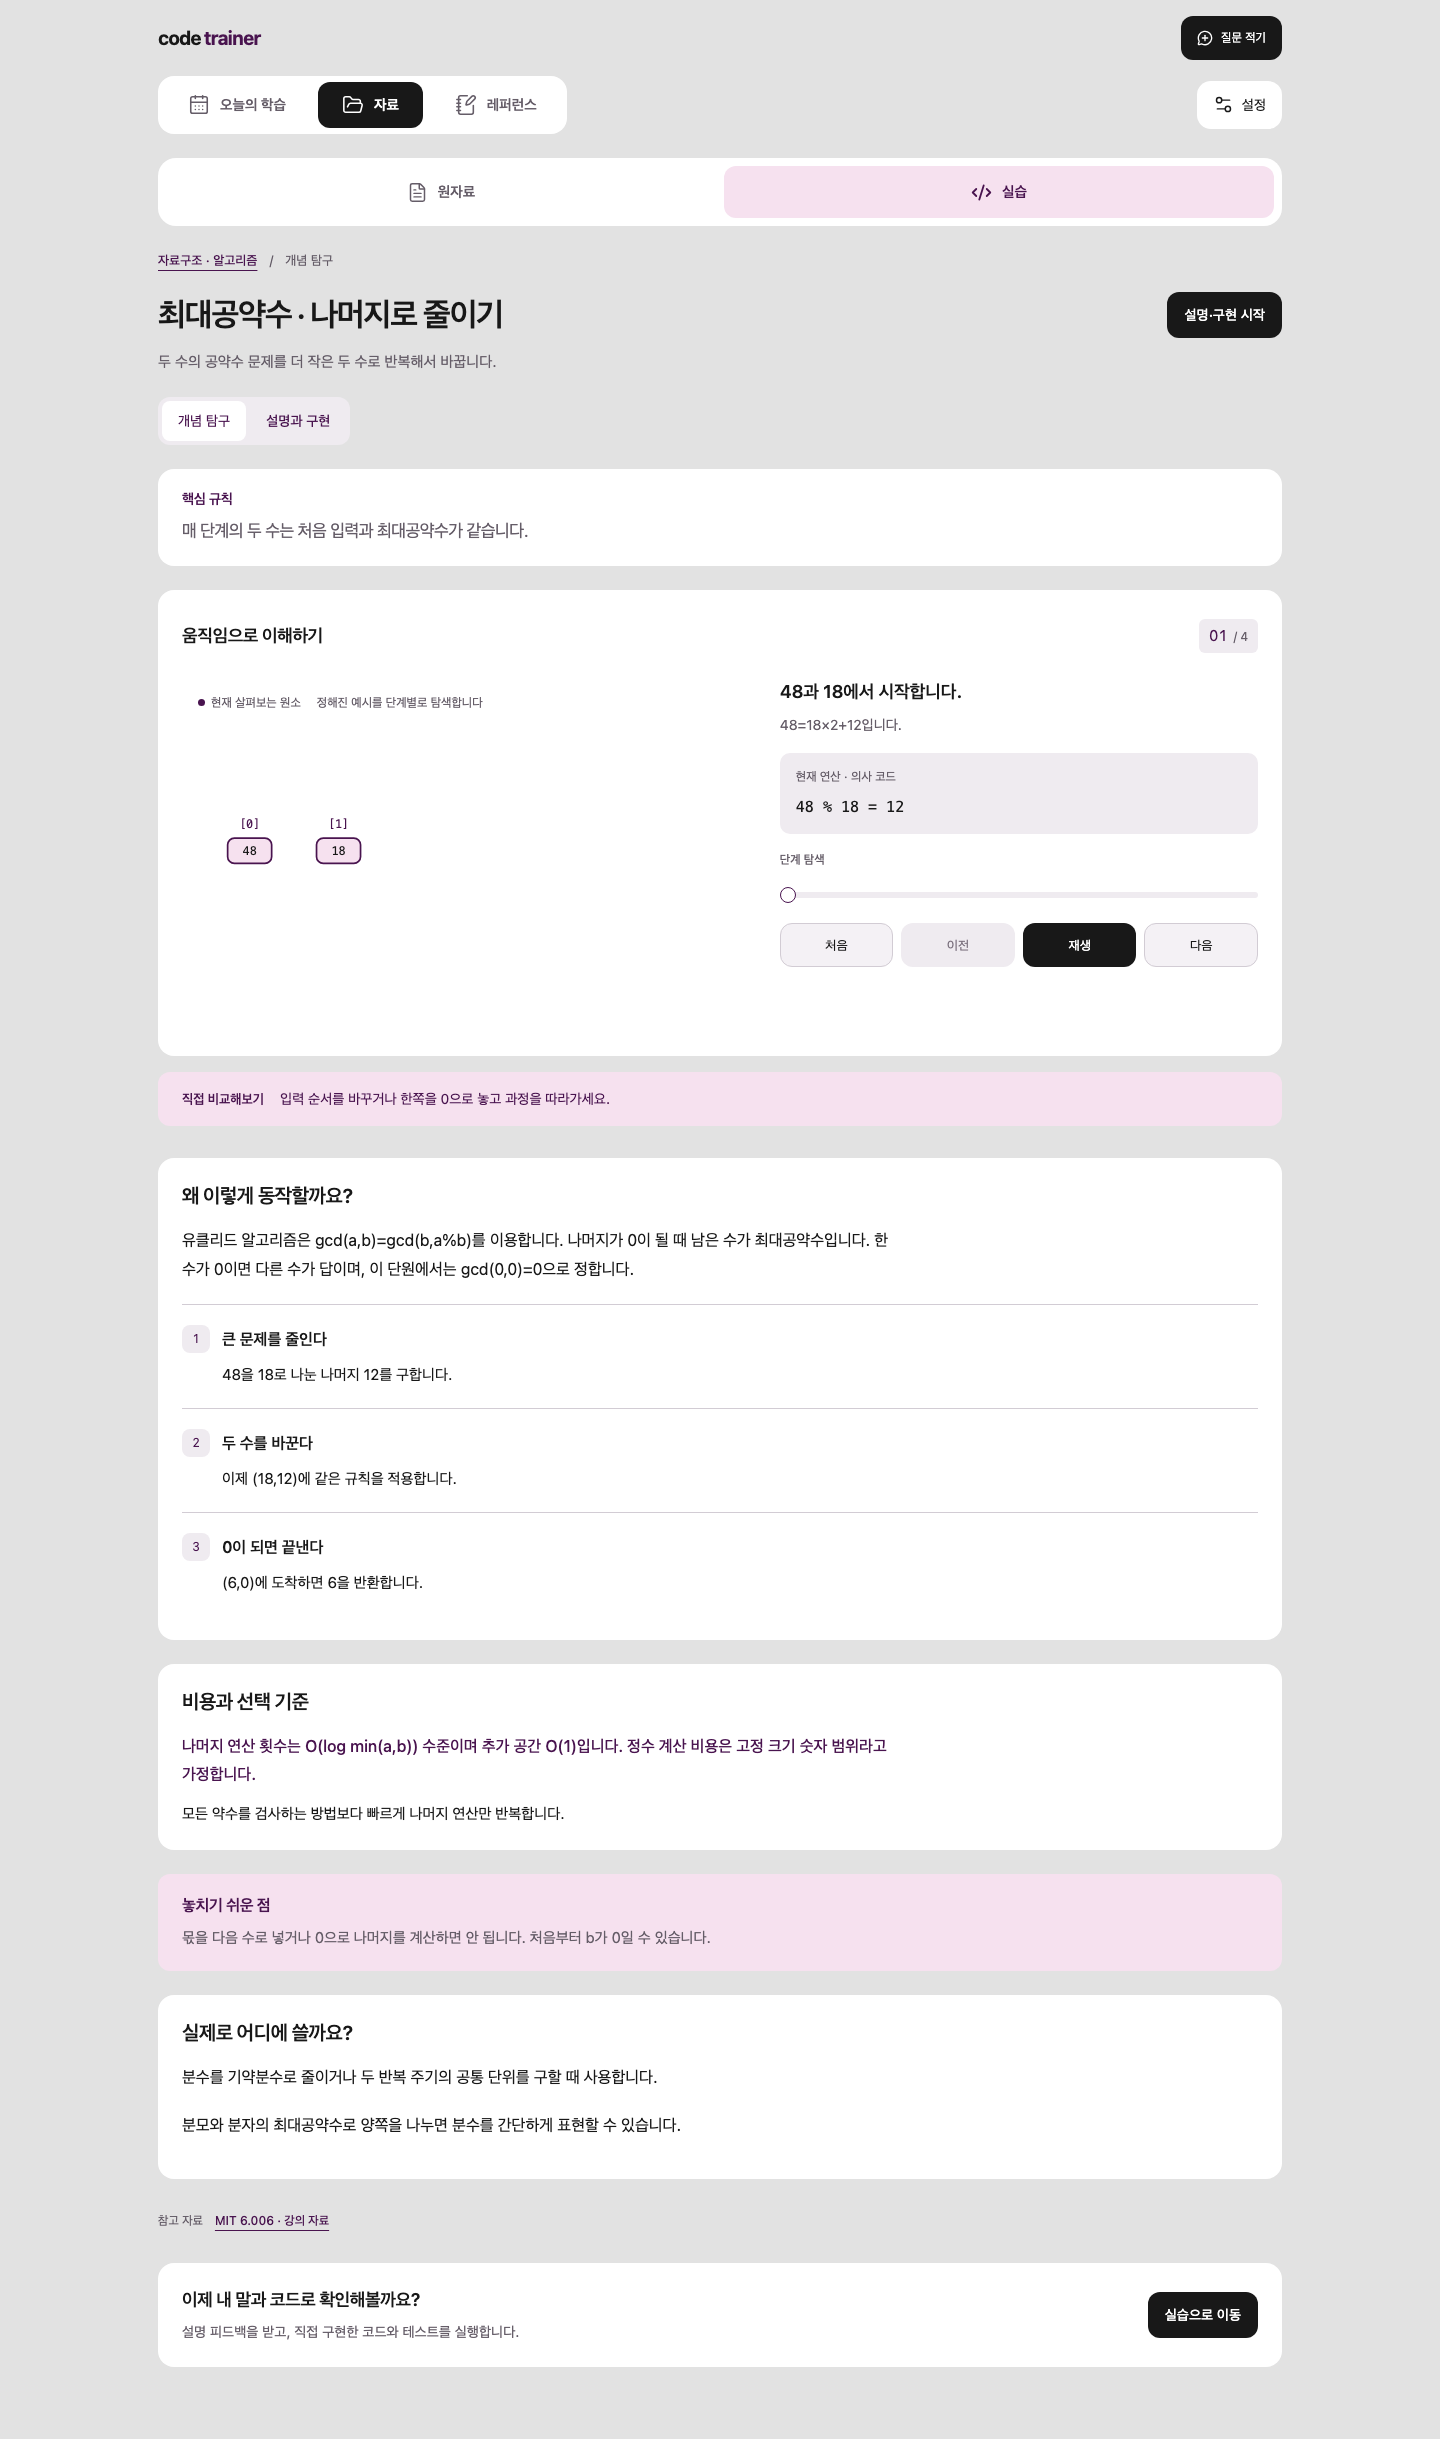 code trainer
질문 적기
오늘의 학습
자료
레퍼런스
설정
원자료
실습
자료구조 · 알고리즘 / 개념 탐구
최대공약수 · 나머지로 줄이기
설명·구현 시작
두 수의 공약수 문제를 더 작은 두 수로 반복해서 바꿉니다.
개념 탐구
설명과 구현
핵심 규칙
매 단계의 두 수는 처음 입력과 최대공약수가 같습니다.
움직임으로 이해하기
01 / 4
현재 살펴보는 원소 정해진 예시를 단계별로 탐색합니다
[0] [1]
48 18
48과 18에서 시작합니다.
48=18×2+12입니다.
현재 연산 · 의사 코드
48 % 18 = 12
단계 탐색
처음
이전
재생
다음
직접 비교해보기 입력 순서를 바꾸거나 한쪽을 0으로 놓고 과정을 따라가세요.
왜 이렇게 동작할까요?
유클리드 알고리즘은 gcd(a,b)=gcd(b,a%b)를 이용합니다. 나머지가 0이 될 때 남은 수가 최대공약수입니다. 한
수가 0이면 다른 수가 답이며, 이 단원에서는 gcd(0,0)=0으로 정합니다.
1 큰 문제를 줄인다
48을 18로 나눈 나머지 12를 구합니다.
2 두 수를 바꾼다
이제 (18,12)에 같은 규칙을 적용합니다.
3 0이 되면 끝낸다
(6,0)에 도착하면 6을 반환합니다.
비용과 선택 기준
나머지 연산 횟수는 O(log min(a,b)) 수준이며 추가 공간 O(1)입니다. 정수 계산 비용은 고정 크기 숫자 범위라고
가정합니다.
모든 약수를 검사하는 방법보다 빠르게 나머지 연산만 반복합니다.
놓치기 쉬운 점
몫을 다음 수로 넣거나 0으로 나머지를 계산하면 안 됩니다. 처음부터 b가 0일 수 있습니다.
실제로 어디에 쓸까요?
분수를 기약분수로 줄이거나 두 반복 주기의 공통 단위를 구할 때 사용합니다.
분모와 분자의 최대공약수로 양쪽을 나누면 분수를 간단하게 표현할 수 있습니다.
참고 자료 MIT 6.006 · 강의 자료
이제 내 말과 코드로 확인해볼까요?
설명 피드백을 받고, 직접 구현한 코드와 테스트를 실행합니다.
실습으로 이동